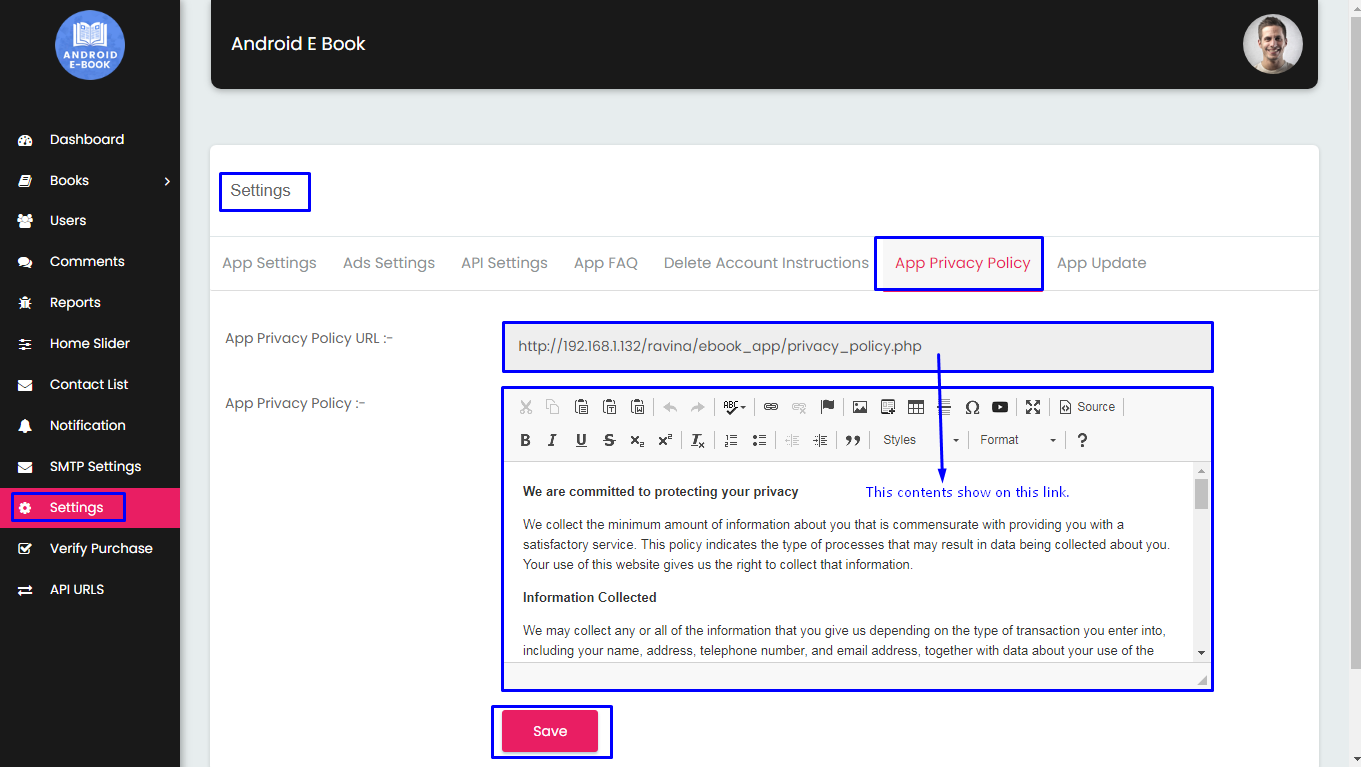 ANDROID
E-BOOK
Android E Book
Dashboard
Books
Users
Comments
Reports
Home Slider
Contact List
Notification
SMTP Settings
Settings
Verify Purchase
API URLS
Settings
App Settings Ads Settings API Settings App FAQ Delete Account Instructions App Privacy Policy App Update
App Privacy Policy URL :-
http://192.168.1.132/ravina/ebook_app/privacy_policy.php
App Privacy Policy :-
ABC Source
B I U S x₂ x² Tx Styles Format ?
We are committed to protecting your privacy
This contents show on this link.
We collect the minimum amount of information about you that is commensurate with providing you with a
satisfactory service. This policy indicates the type of processes that may result in data being collected about you.
Your use of this website gives us the right to collect that information.
Information Collected
We may collect any or all of the information that you give us depending on the type of transaction you enter into,
including your name, address, telephone number, and email address, together with data about your use of the
Save